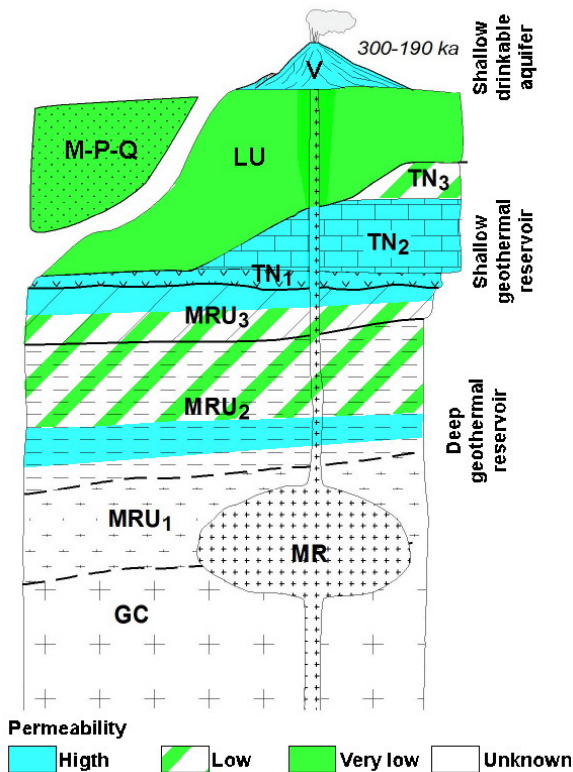 300-190 ka
V
Shallow
drinkable
aquifer
M-P-Q
LU
TN3
TN2
Shallow
geothermal
reservoir
TN1
MRU3
MRU2
Deep
geothermal
reservoir
MRU1
MR
GC
Permeability
Higth
Low
Very low
Unknown